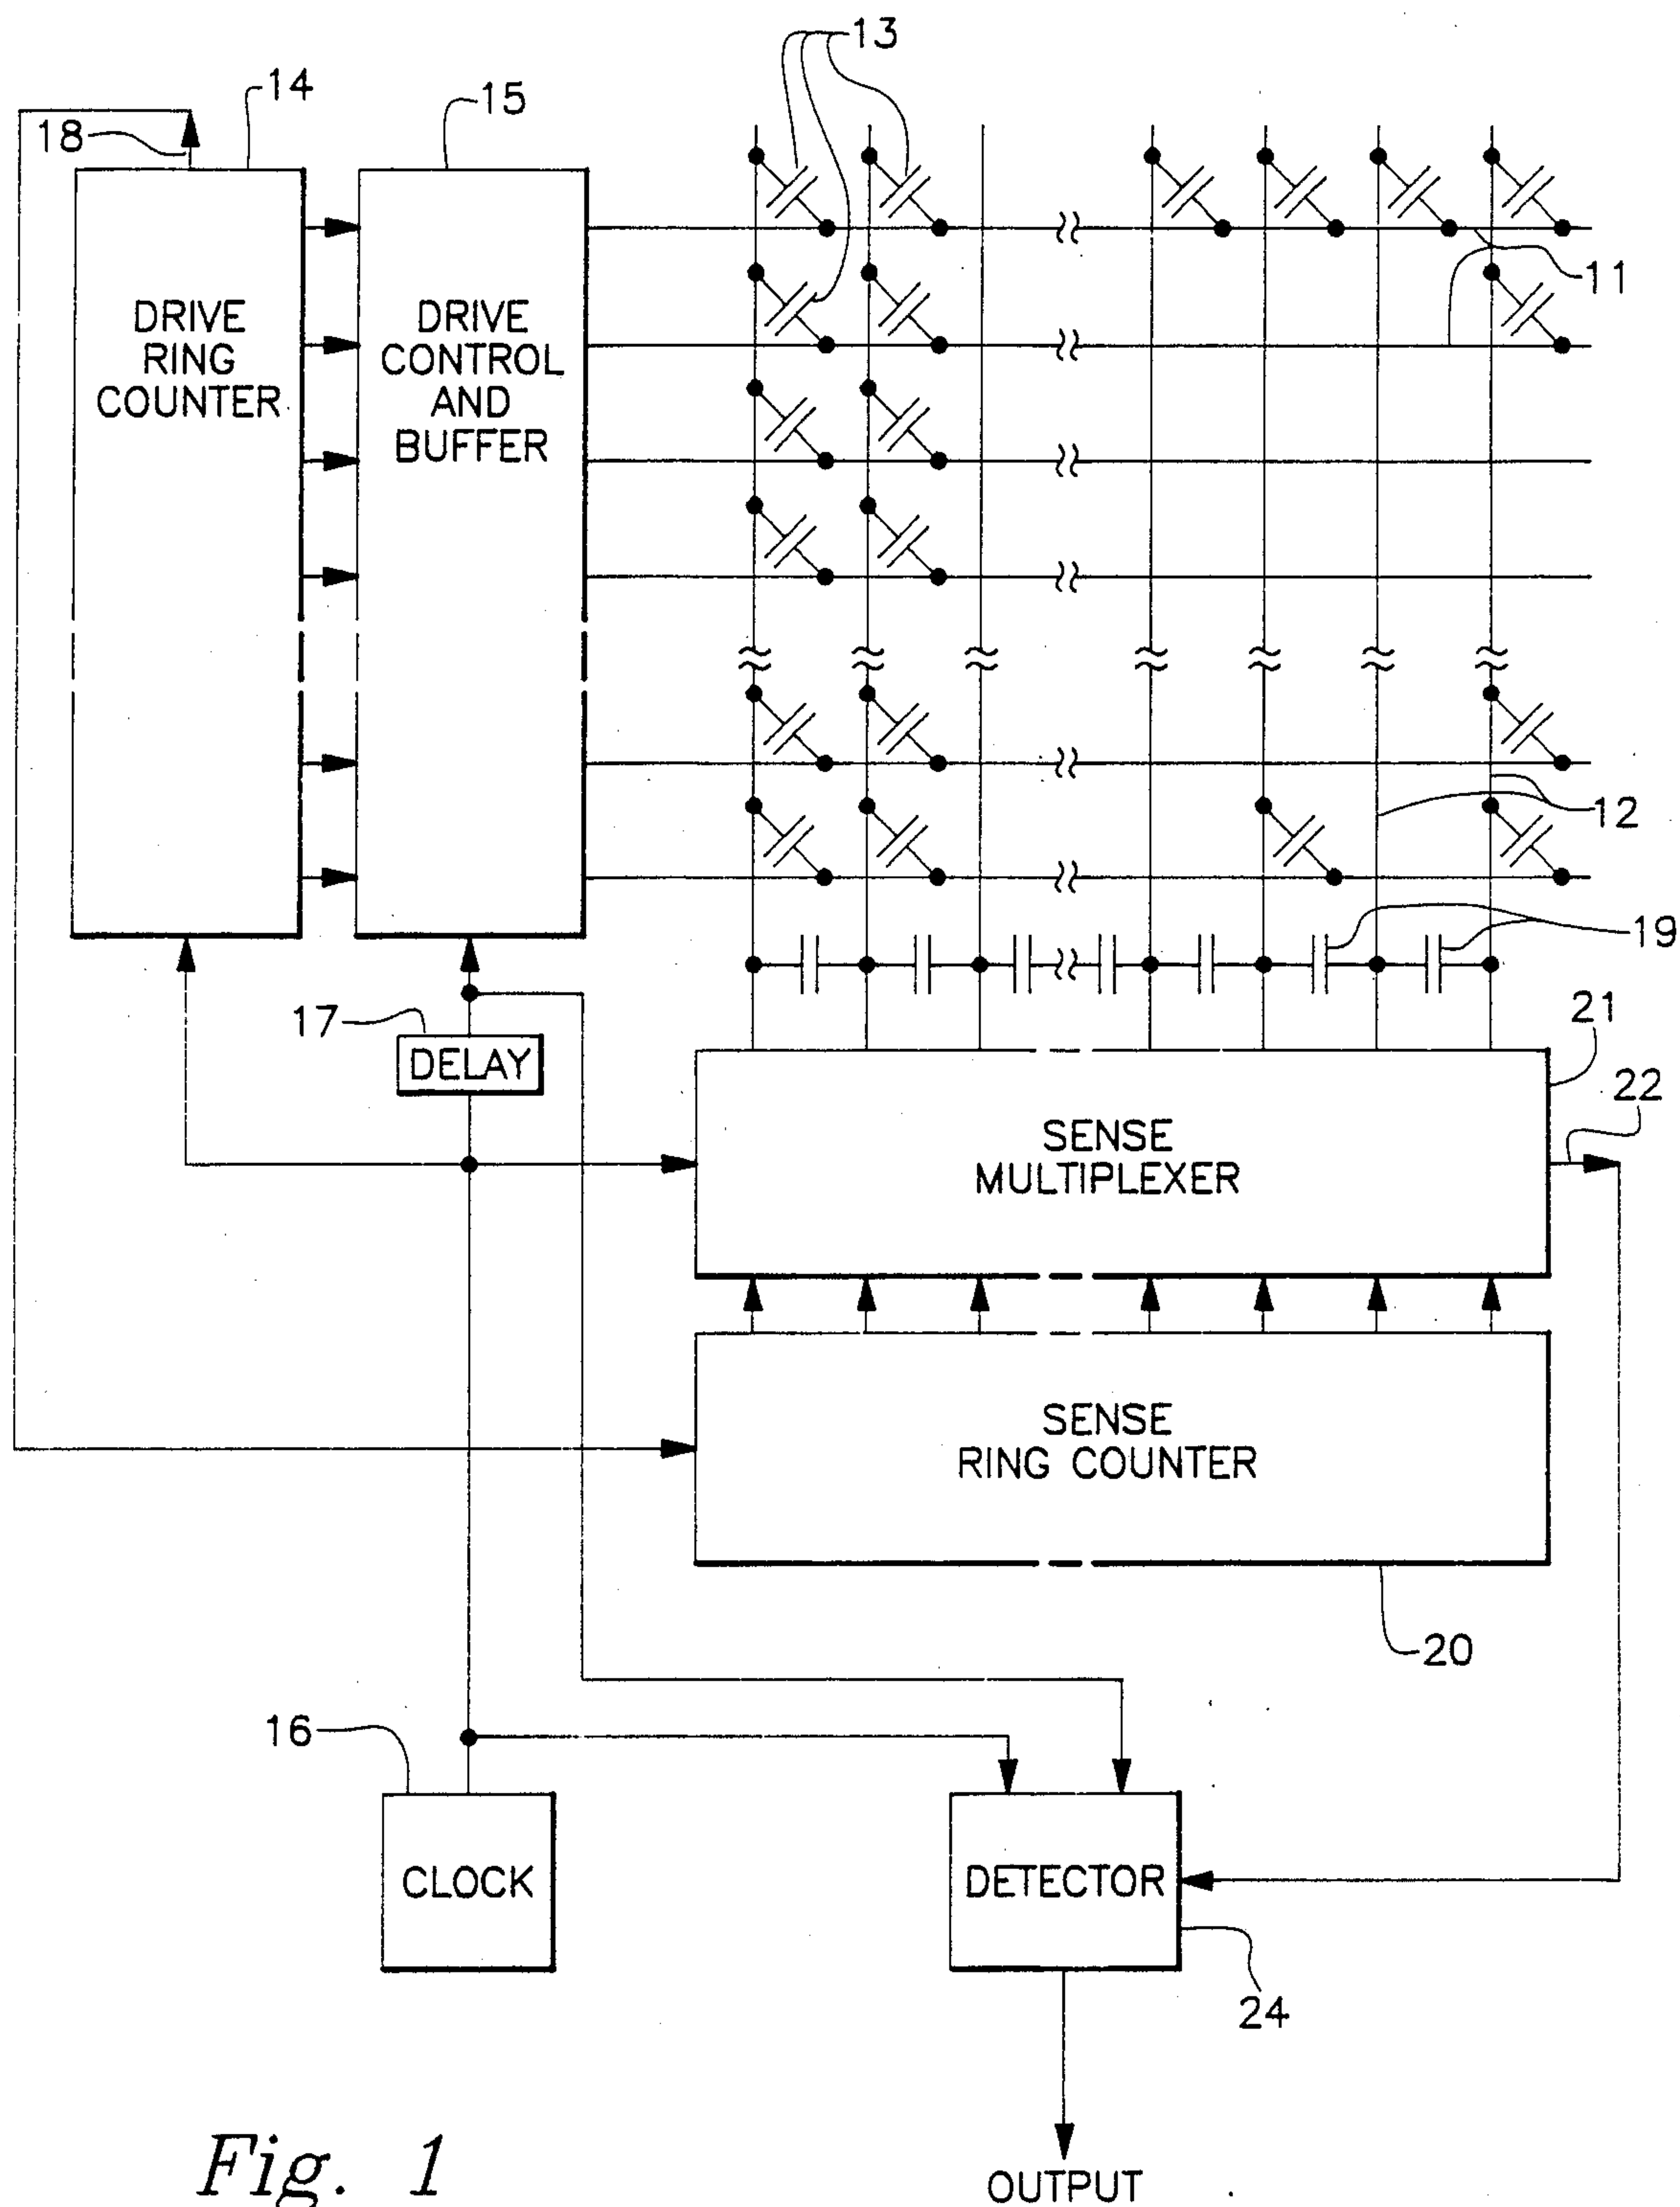 13
14
15
18
11
DRIVE
RING
COUNTER
DRIVE
CONTROL
AND
BUFFER
12
19
17
DELAY
21
22
SENSE
MULTIPLEXER
SENSE
RING COUNTER
20
16
CLOCK
DETECTOR
24
OUTPUT
Fig. 1